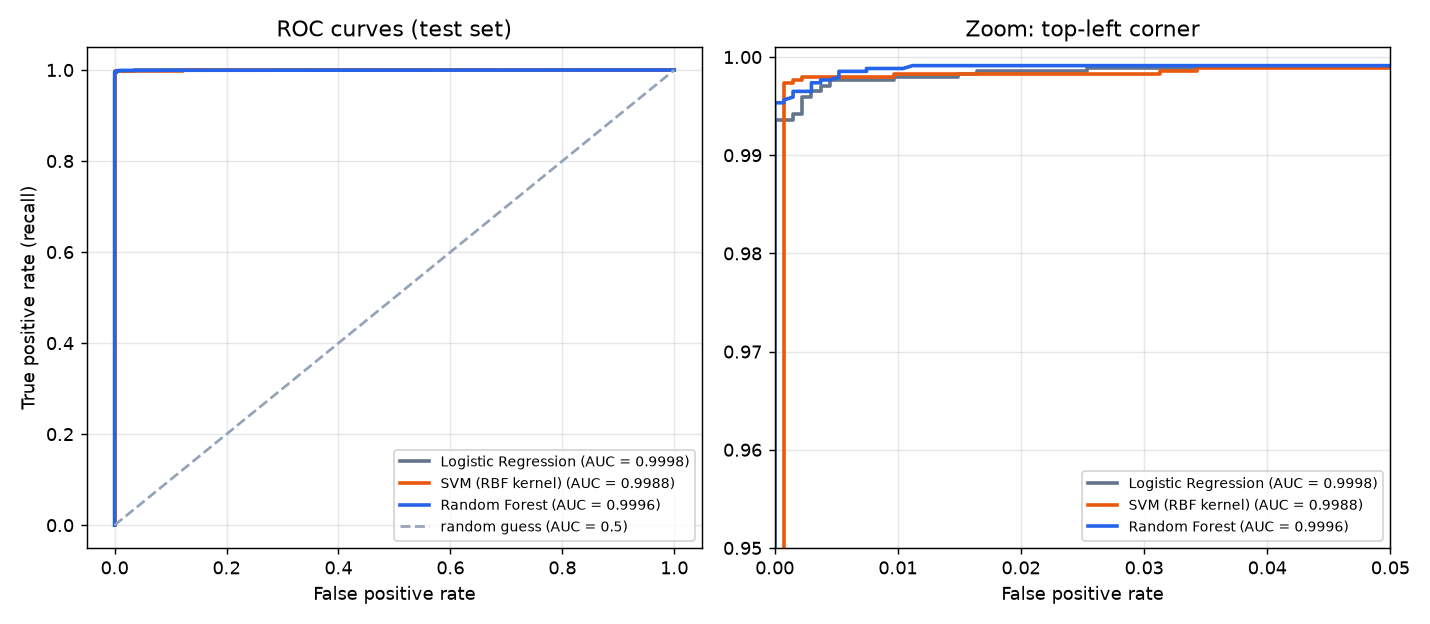 ROC curves (test set)
1.0
0.8
0.6
0.4
0.2
0.0
True positive rate (recall)
Logistic Regression (AUC = 0.9998)
SVM (RBF kernel) (AUC = 0.9988)
Random Forest (AUC = 0.9996)
random guess (AUC = 0.5)
0.0 0.2 0.4 0.6 0.8 1.0
False positive rate
Zoom: top-left corner
1.00
0.99
0.98
0.97
0.96
0.95
Logistic Regression (AUC = 0.9998)
SVM (RBF kernel) (AUC = 0.9988)
Random Forest (AUC = 0.9996)
0.00 0.01 0.02 0.03 0.04 0.05
False positive rate